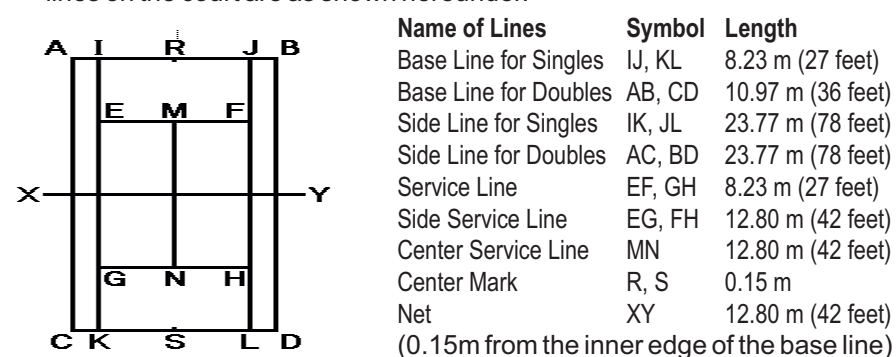 lines on the court are as shown hereunder.
A I R J B
E M F
X Y
G N H
C K S L D
Name of Lines Symbol Length
Base Line for Singles IJ, KL 8.23 m (27 feet)
Base Line for Doubles AB, CD 10.97 m (36 feet)
Side Line for Singles IK, JL 23.77 m (78 feet)
Side Line for Doubles AC, BD 23.77 m (78 feet)
Service Line EF, GH 8.23 m (27 feet)
Side Service Line EG, FH 12.80 m (42 feet)
Center Service Line MN 12.80 m (42 feet)
Center Mark R, S 0.15 m
Net XY 12.80 m (42 feet)
(0.15m from the inner edge of the base line)